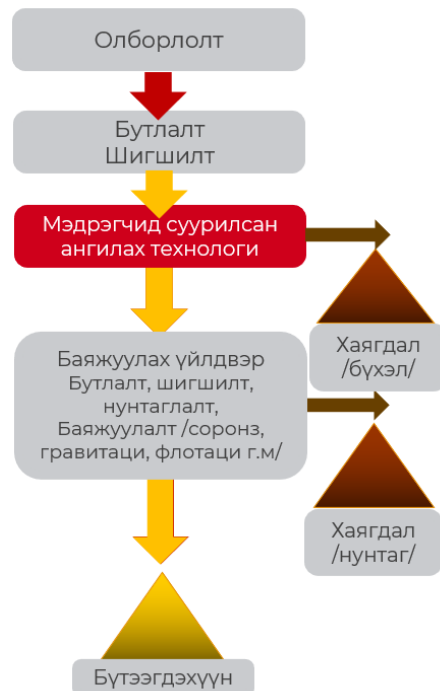 Олборлолт
Бутлалт
Шигшилт
Мэдрэгчид суурилсан
ангилах технологи
Хаягдал
/бүхэл/
Баяжуулах үйлдвэр
Бутлалт, шигшилт,
нунтаглалт,
Баяжуулалт /соронз,
гравитаци, флотаци г.м/
Хаягдал
/нунтаг/
Бүтээгдэхүүн